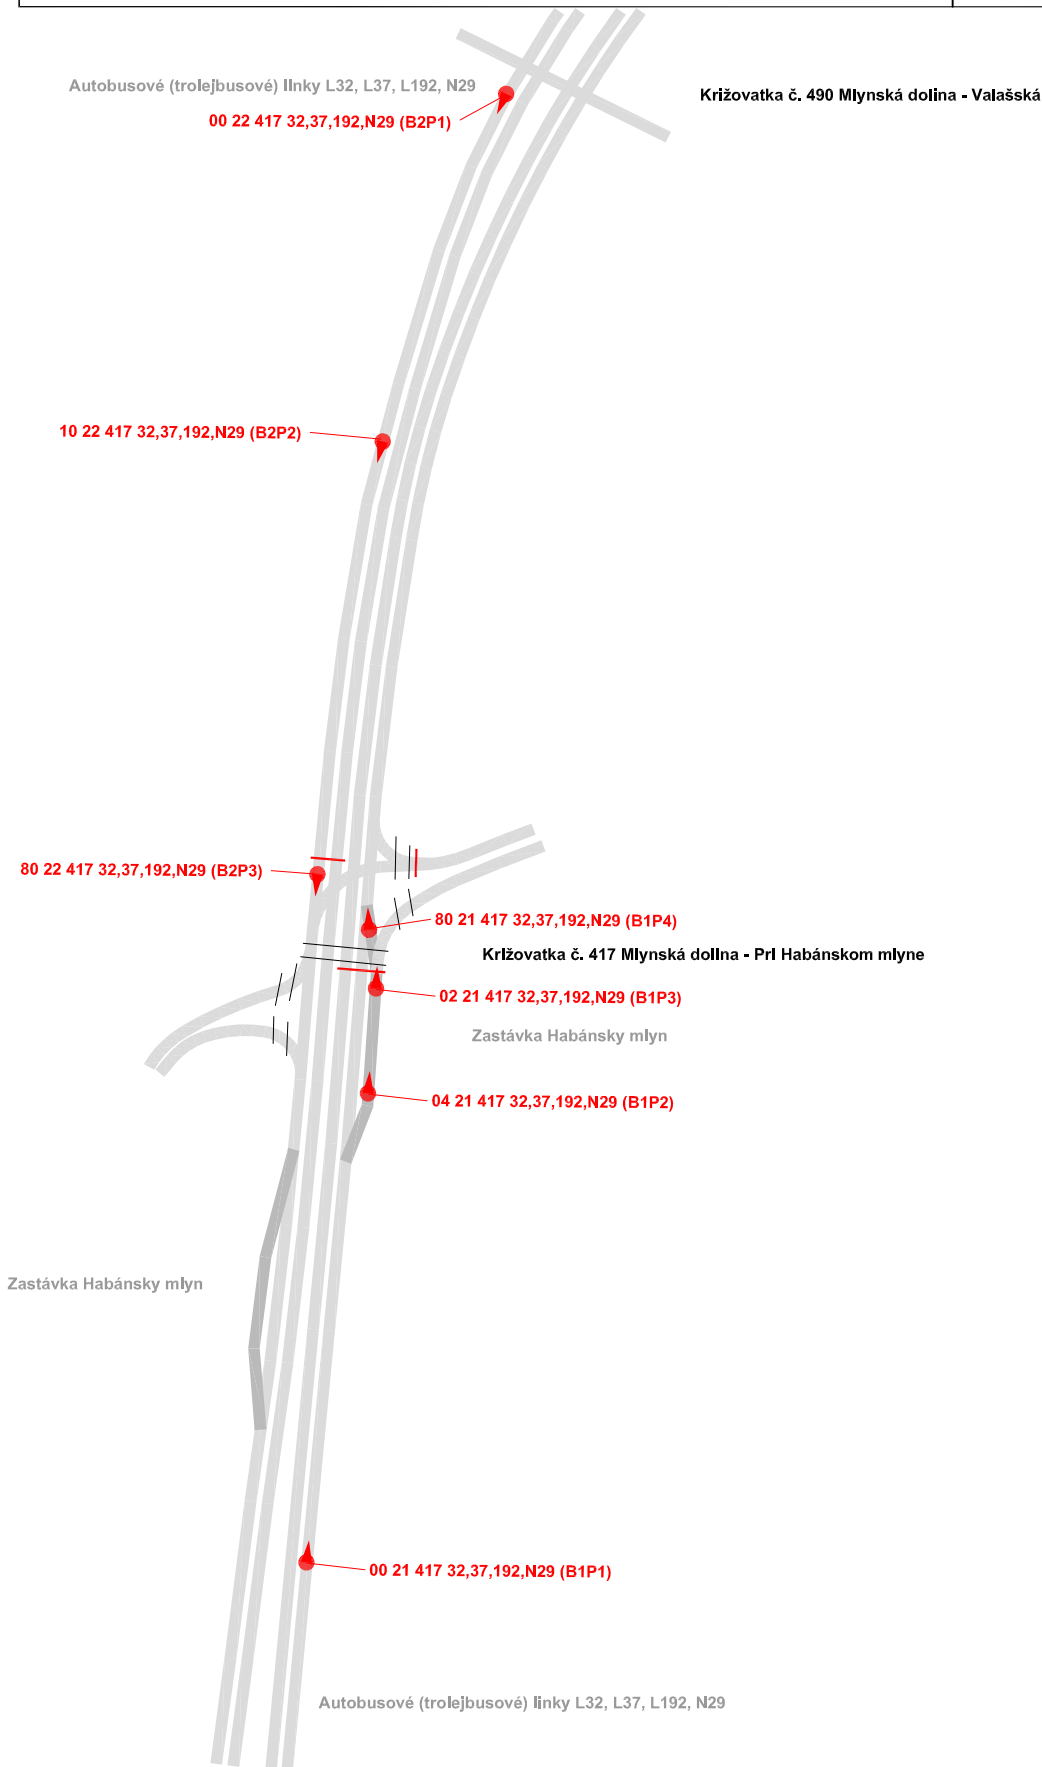 Autobusové (trolejbusové) linky L32, L37, L192, N29
Križovatka č. 490 Mlynská dolina - Valašská
00 22 417 32,37,192,N29 (B2P1)
10 22 417 32,37,192,N29 (B2P2)
80 22 417 32,37,192,N29 (B2P3)
80 21 417 32,37,192,N29 (B1P4)
Križovatka č. 417 Mlynská dolina - Pri Habánskom mlyne
02 21 417 32,37,192,N29 (B1P3)
Zastávka Habánsky mlyn
04 21 417 32,37,192,N29 (B1P2)
Zastávka Habánsky mlyn
00 21 417 32,37,192,N29 (B1P1)
Autobusové (trolejbusové) linky L32, L37, L192, N29